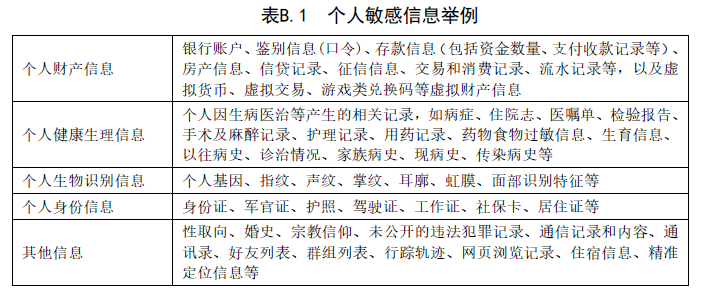 表B.1 个人敏感信息举例
个人财产信息
银行账户、鉴别信息(口令)、存款信息（包括资金数量、支付收款记录等）、
房产信息、信贷记录、征信信息、交易和消费记录、流水记录等，以及虚
拟货币、虚拟交易、游戏类兑换码等虚拟财产信息
个人健康生理信息
个人因生病医治等产生的相关记录，如病症、住院志、医嘱单、检验报告、
手术及麻醉记录、护理记录、用药记录、药物食物过敏信息、生育信息、
以往病史、诊治情况、家族病史、现病史、传染病史等
个人生物识别信息
个人基因、指纹、声纹、掌纹、耳廓、虹膜、面部识别特征等
个人身份信息
身份证、军官证、护照、驾驶证、工作证、社保卡、居住证等
其他信息
性取向、婚史、宗教信仰、未公开的违法犯罪记录、通信记录和内容、通
讯录、好友列表、群组列表、行踪轨迹、网页浏览记录、住宿信息、精准
定位信息等